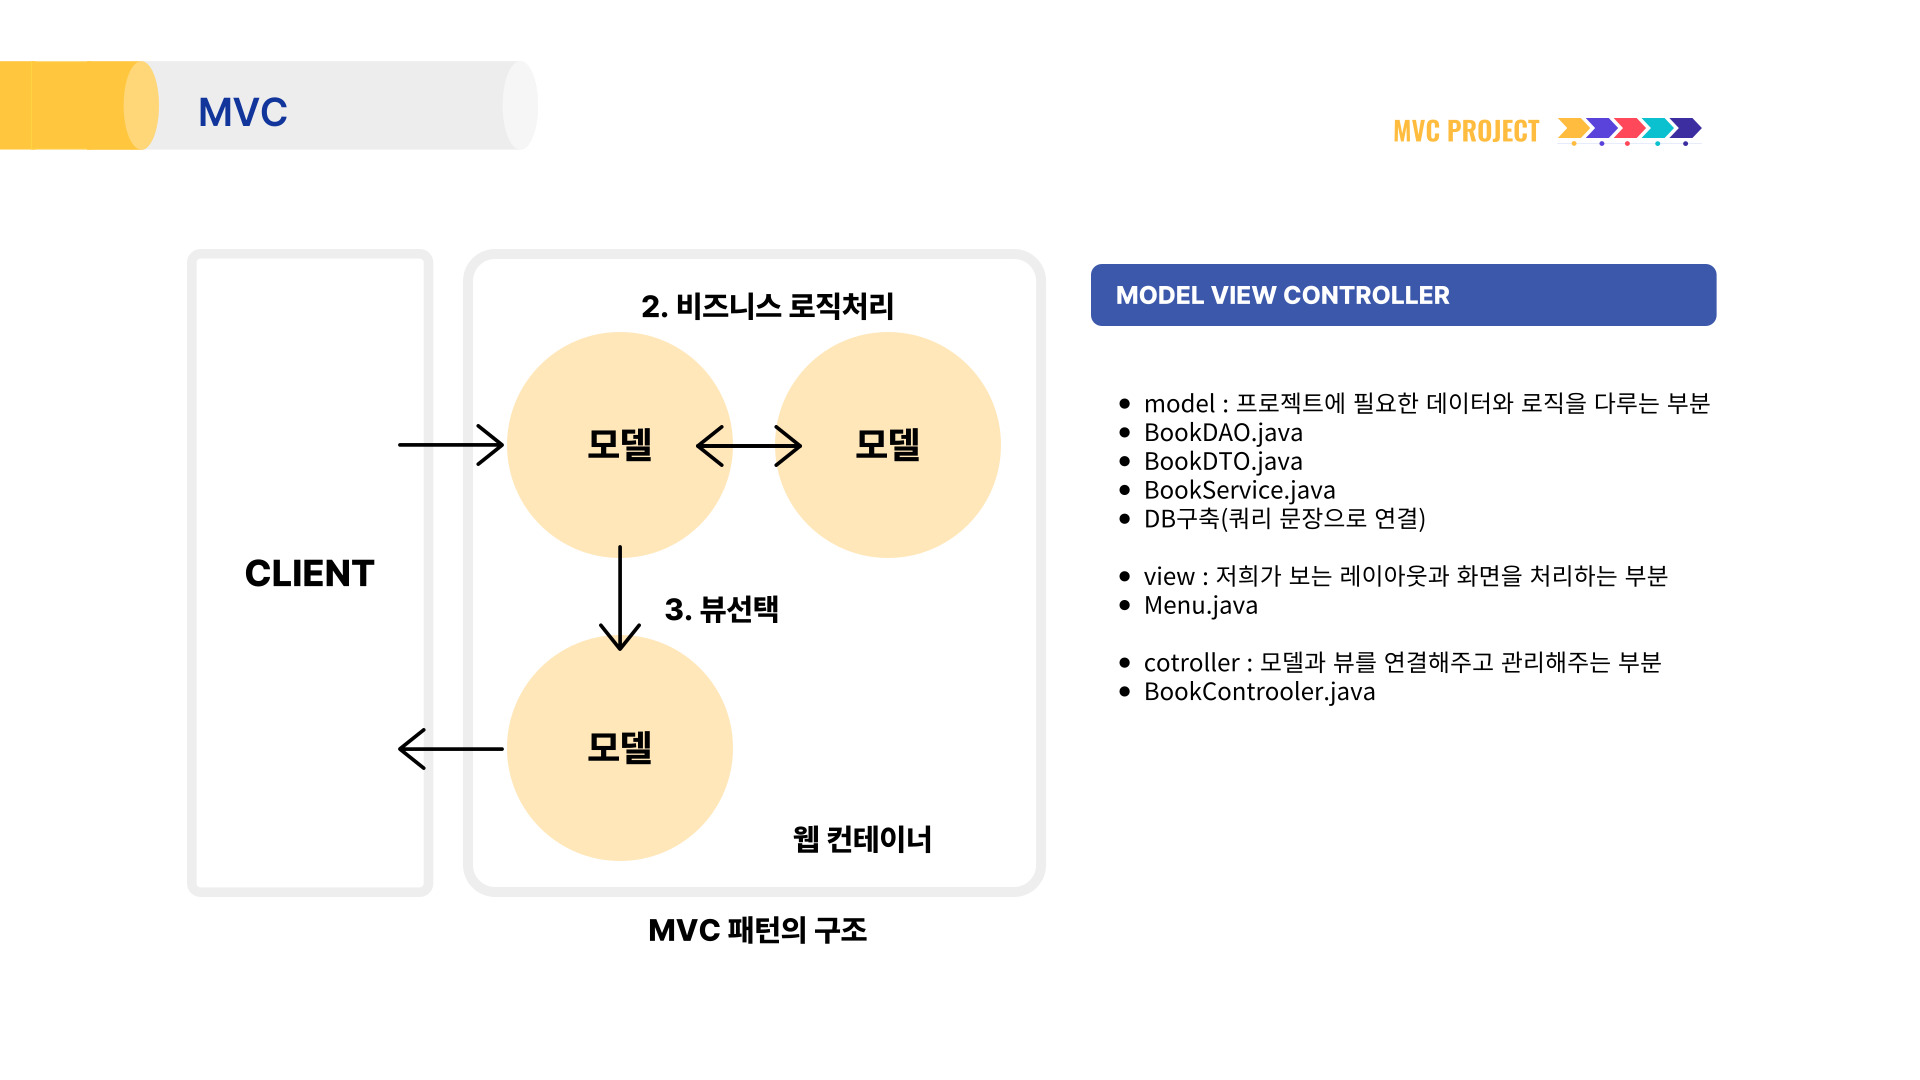 MVC
MVC PROJECT
2. 비즈니스 로직처리
모델
모델
CLIENT
3. 뷰선택
모델
웹 컨테이너
MVC 패턴의 구조
MODEL VIEW CONTROLLER
model : 프로젝트에 필요한 데이터와 로직을 다루는 부분
BookDAO.java
BookDTO.java
BookService.java
DB구축(쿼리 문장으로 연결)
view : 저희가 보는 레이아웃과 화면을 처리하는 부분
Menu.java
cotroller : 모델과 뷰를 연결해주고 관리해주는 부분
BookControoler.java